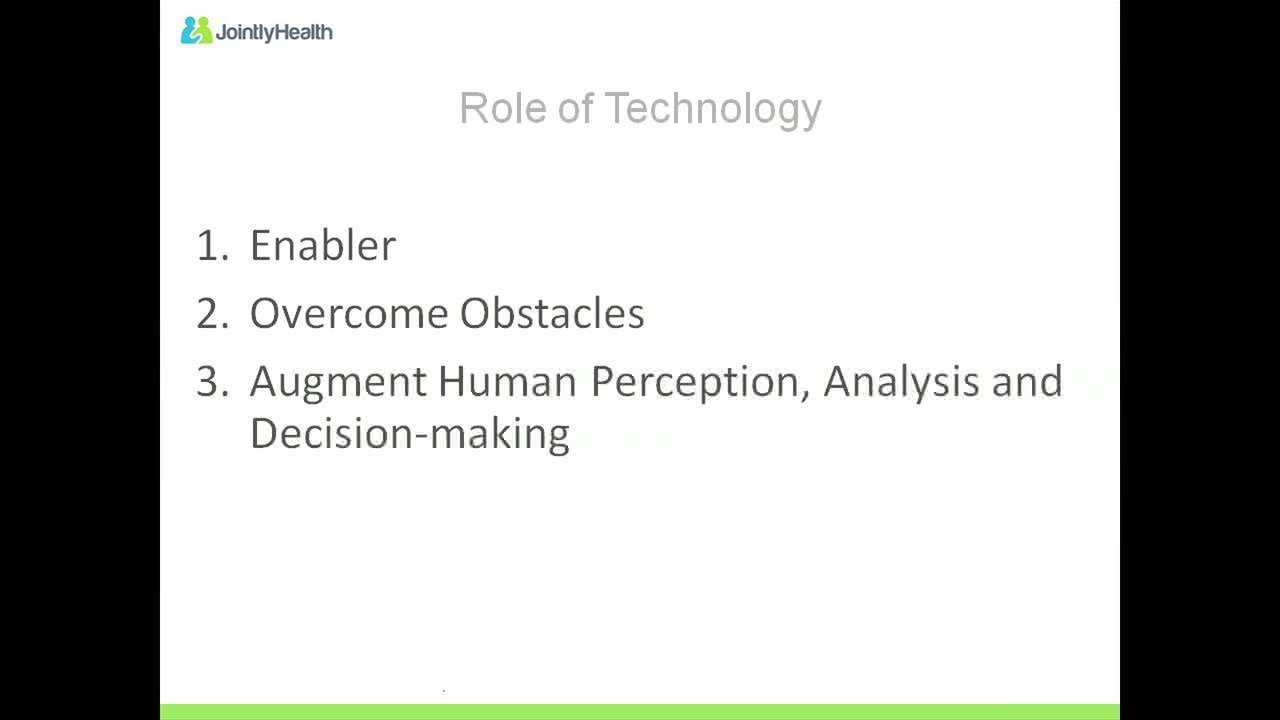 JointlyHealth
Role of Technology
1. Enabler
2. Overcome Obstacles
3. Augment Human Perception, Analysis and
Decision-making